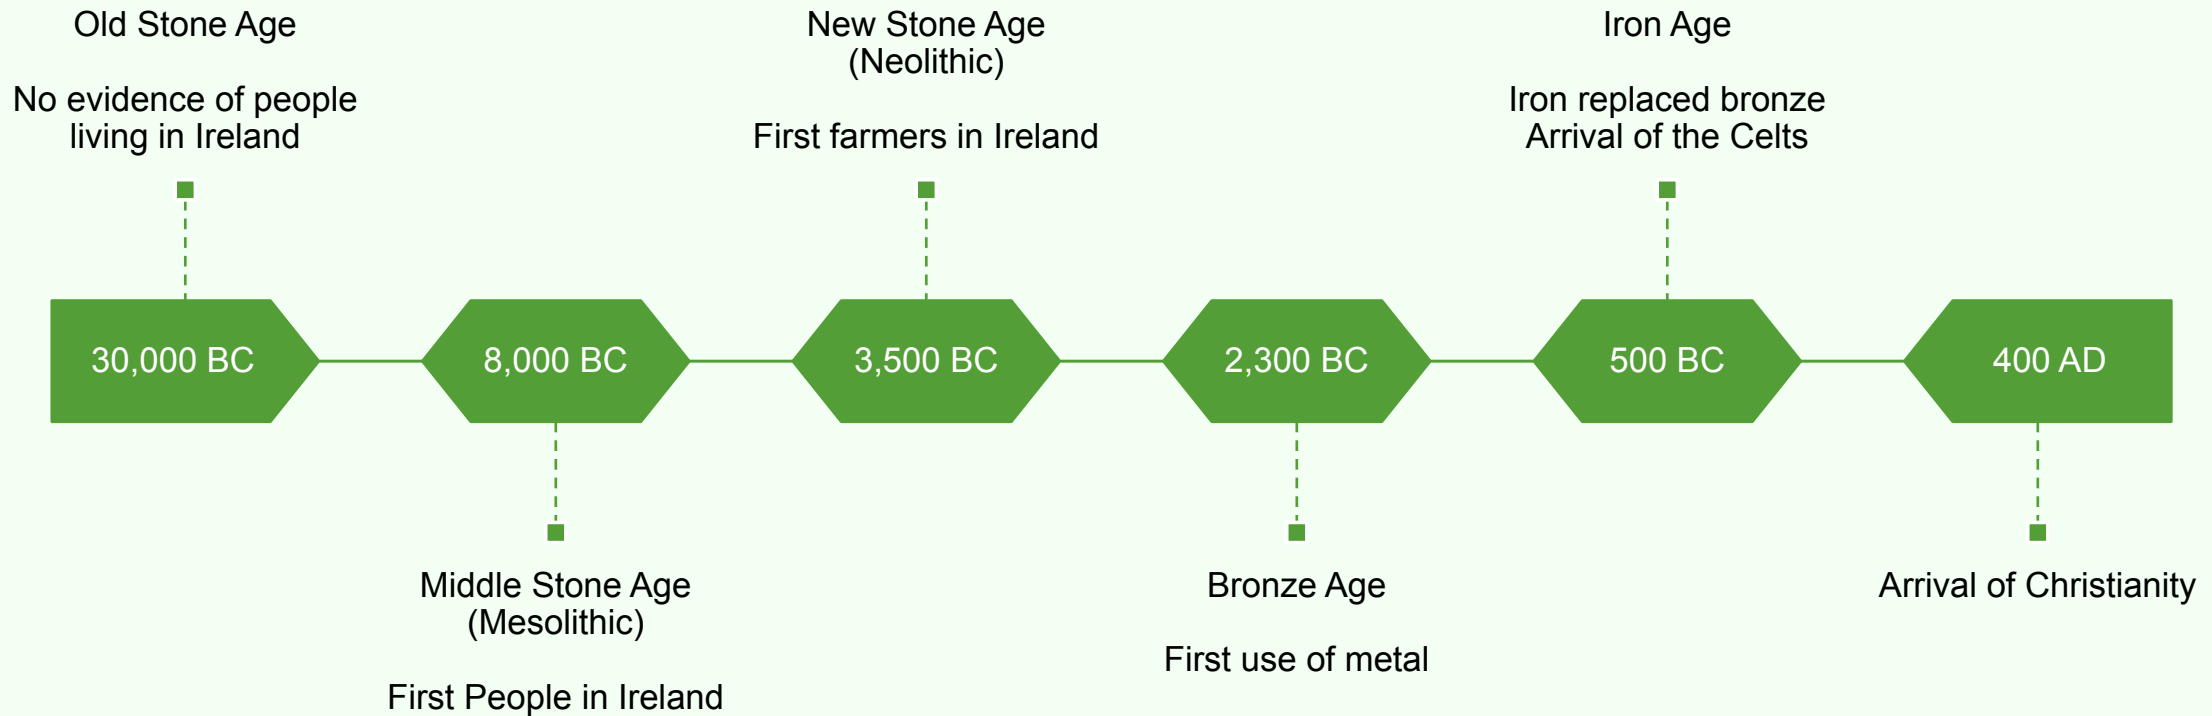 Old Stone Age
No evidence of people
living in Ireland
New Stone Age
(Neolithic)
First farmers in Ireland
Iron Age
Iron replaced bronze
Arrival of the Celts
30,000 BC
8,000 BC
3,500 BC
2,300 BC
500 BC
400 AD
Middle Stone Age
(Mesolithic)
First People in Ireland
Bronze Age
First use of metal
Arrival of Christianity